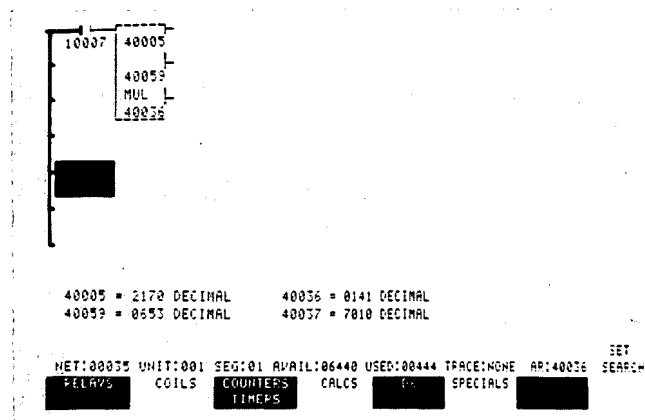 10007 40005
40059
MUL
40036
40005 = 2170 DECIMAL 40036 = 0141 DECIMAL
40059 = 0653 DECIMAL 40037 = 7010 DECIMAL
SET
NET:00035 UNIT:001 SEG:01 AVAIL:06440 USED:00444 TRACE:NONE AR:40036 SEARCH
RELAYS COILS COUNTERS CALCS DX SPECIALS
TIMERS